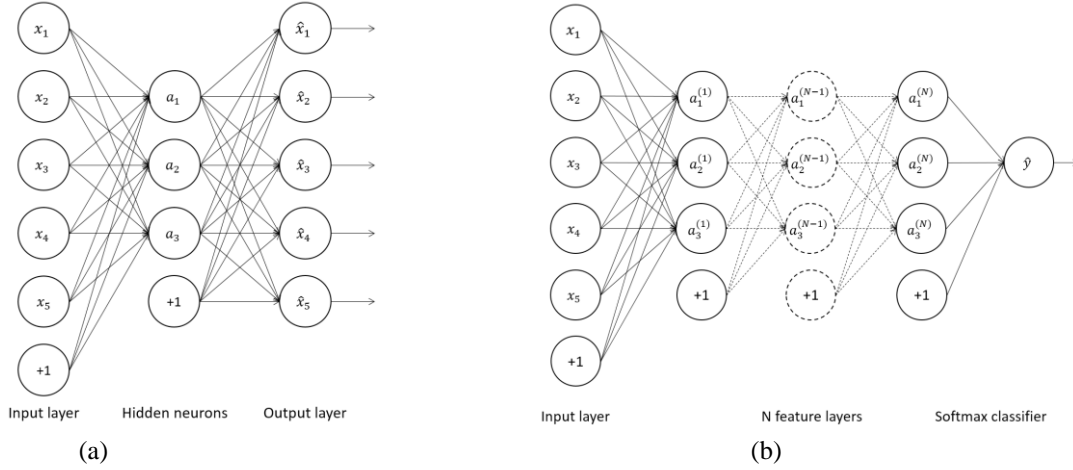 x₁ x̂₁
x₂ a₁ x̂₂
x₃ a₂ x̂₃
x₄ a₃ x̂₄
x₅ +1 x̂₅
+1
Input layer Hidden neurons Output layer
(a)
x₁
x₂ a₁⁽¹⁾ a₁⁽ᴺ⁻¹⁾ a₁⁽ᴺ⁾
x₃ a₂⁽¹⁾ a₂⁽ᴺ⁻¹⁾ a₂⁽ᴺ⁾ ŷ
x₄ a₃⁽¹⁾ a₃⁽ᴺ⁻¹⁾ a₃⁽ᴺ⁾
x₅ +1 +1 +1
+1
Input layer N feature layers Softmax classifier
(b)